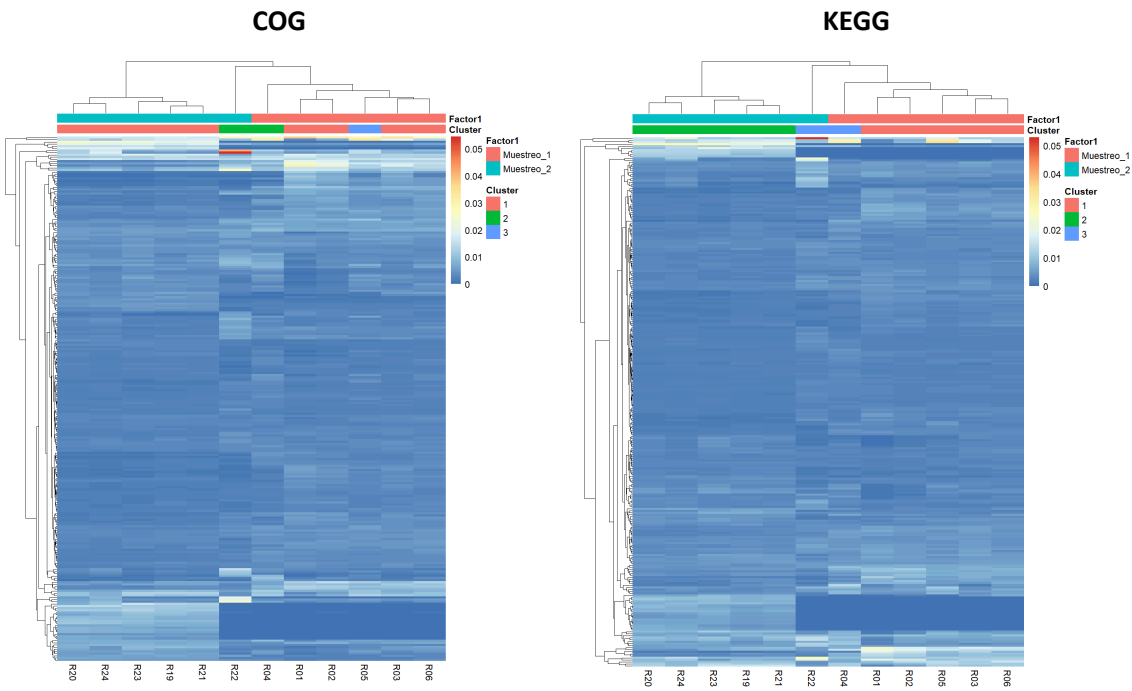 COG
KEGG
Factor1
Cluster
Factor1
Muestreo_1
Muestreo_2
Cluster
1
2
3
0.05
0.04
0.03
0.02
0.01
0
R20
R24
R23
R19
R21
R22
R04
R01
R02
R05
R03
R06
Factor1
Cluster
Factor1
Muestreo_1
Muestreo_2
Cluster
1
2
3
0.05
0.04
0.03
0.02
0.01
0
R20
R24
R23
R19
R21
R22
R04
R01
R02
R05
R03
R06